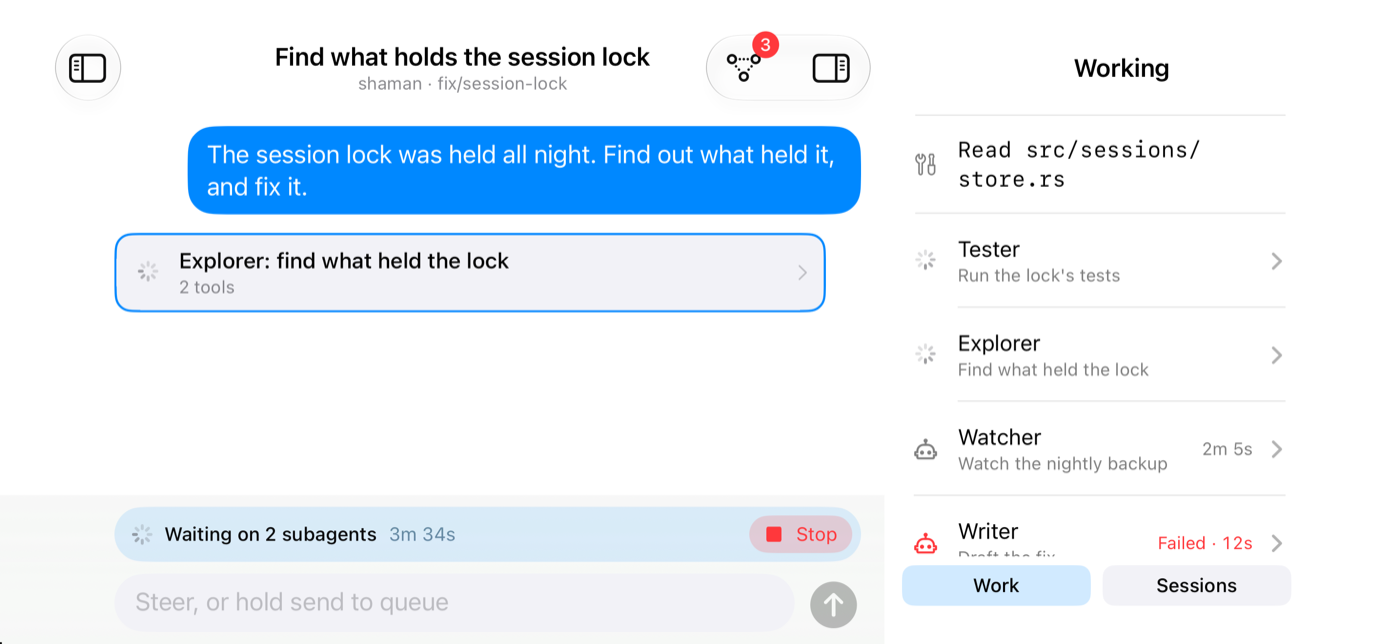 Find what holds the session lock
shaman · fix/session-lock
3
The session lock was held all night. Find out what held it,
and fix it.
Explorer: find what held the lock
2 tools
Waiting on 2 subagents 3m 34s
Stop
Steer, or hold send to queue
Working
Read src/sessions/
store.rs
Tester
Run the lock's tests
Explorer
Find what held the lock
Watcher
Watch the nightly backup
2m 5s
Writer
Draft the fix
Failed · 12s
Work
Sessions